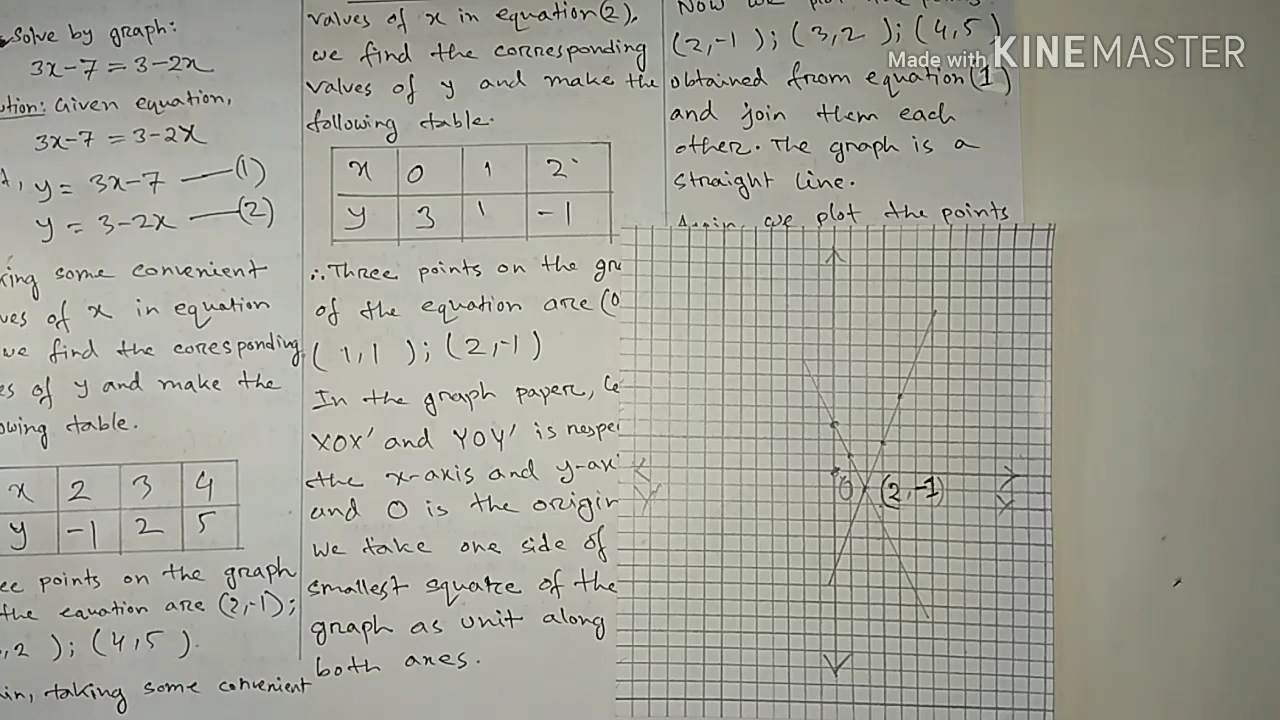 Solve by graph:
3x-7=3-2x
Given equation,
3x-7=3-2x
y= 3x-7 —(1)
y= 3-2x —(2)
some convenient
of x in equation
we find the coresponding
of y and make the
table.
x 2 3 4
y -1 2 5
points on the graph
the equation are (2,-1);
,2 ); (4,5 ).
taking some convenient
values of x in equation(2),
we find the corresponding
values of y and make the
following table.
x 0 1 2
y 3 1 -1
∴ Three points on the
of the equation are (0
( 1,1 ); (2,-1)
In the graph paper,
XOX' and YOY' is
the x-axis and
and O is the
We take one side of
smallest square of the
graph as unit along
both axes.
Now we plot
(2,-1); (3,2 ); (4,5 )
obtained from equation(1)
and join them each
other. The graph is a
straight line.
Again, we plot the points
O
(2,-1)
Made with KINEMASTER